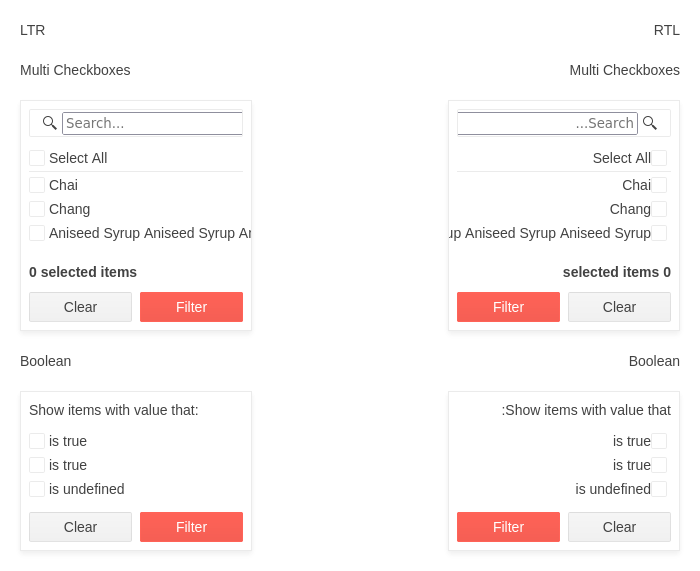 LTR
RTL
Multi Checkboxes
Multi Checkboxes
Search...
Select All
Chai
Chang
Aniseed Syrup Aniseed Syrup
0 selected items
Clear Filter
...Search
Select All
Chai
Chang
Aniseed Syrup Aniseed Syrup
selected items 0
Filter Clear
Boolean
Boolean
Show items with value that:
is true
is true
is undefined
Clear Filter
:Show items with value that
is true
is true
is undefined
Filter Clear